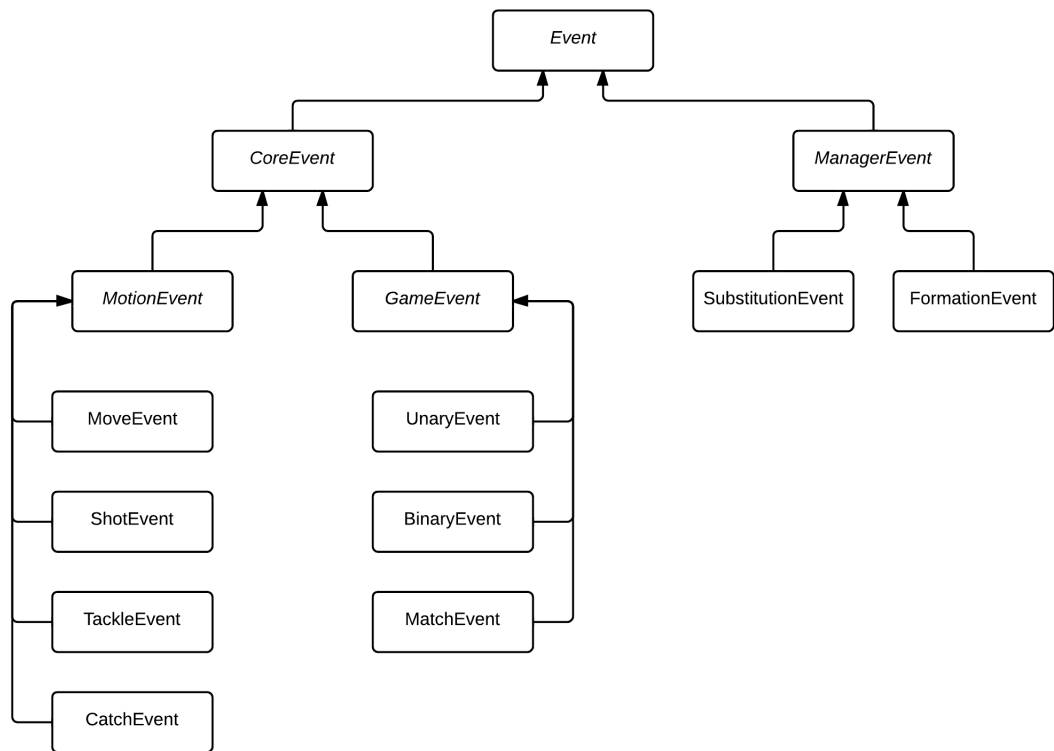 Event
CoreEvent
ManagerEvent
MotionEvent
GameEvent
SubstitutionEvent
FormationEvent
MoveEvent
UnaryEvent
ShotEvent
BinaryEvent
TackleEvent
MatchEvent
CatchEvent